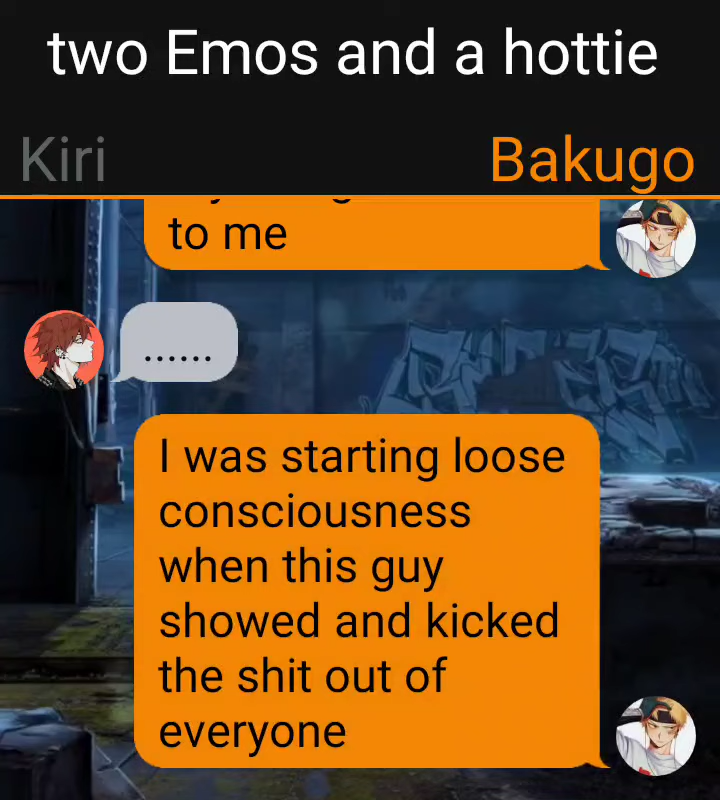 two Emos and a hottie
Kiri Bakugo
to me
......
I was starting loose
consciousness
when this guy
showed and kicked
the shit out of
everyone